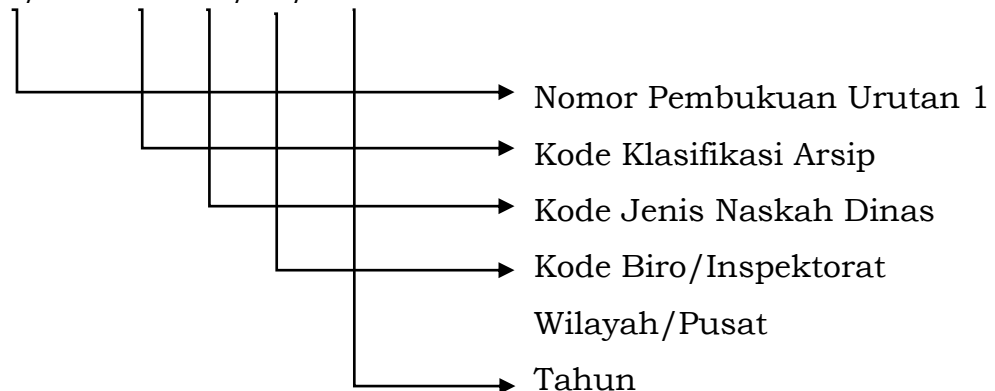 Nomor Pembukuan Urutan 1
Kode Klasifikasi Arsip
Kode Jenis Naskah Dinas
Kode Biro/Inspektorat
Wilayah/Pusat
Tahun